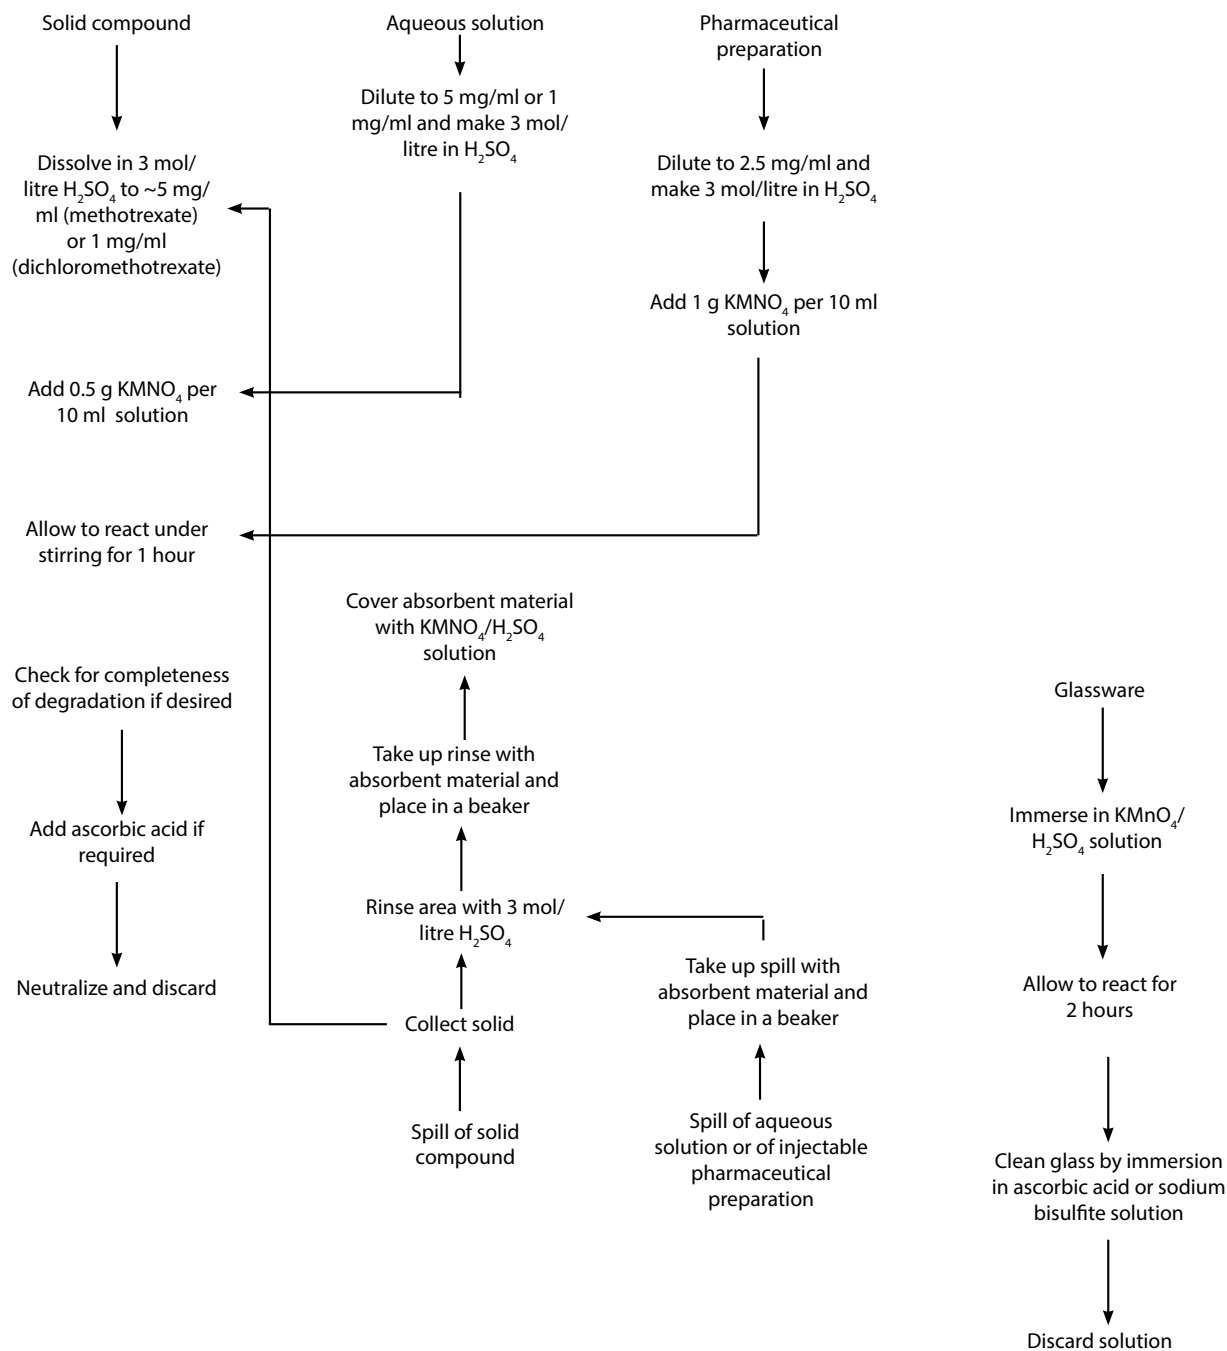 Solid compound
Aqueous solution
Pharmaceutical
preparation
Dilute to 5 mg/ml or 1
mg/ml and make 3 mol/
litre in H₂SO₄
Dissolve in 3 mol/
litre H₂SO₄ to ~5 mg/
ml (methotrexate)
or 1 mg/ml
(dichloromethotrexate)
Dilute to 2.5 mg/ml and
make 3 mol/litre in H₂SO₄
Add 1 g KMNO₄ per 10 ml
solution
Add 0.5 g KMNO₄ per
10 ml solution
Allow to react under
stirring for 1 hour
Cover absorbent material
with KMNO₄/H₂SO₄
solution
Check for completeness
of degradation if desired
Glassware
Take up rinse with
absorbent material and
place in a beaker
Add ascorbic acid if
required
Immerse in KMnO₄/
H₂SO₄ solution
Rinse area with 3 mol/
litre H₂SO₄
Neutralize and discard
Take up spill with
absorbent material and
place in a beaker
Allow to react for
2 hours
Collect solid
Spill of solid
compound
Spill of aqueous
solution or of injectable
pharmaceutical
preparation
Clean glass by immersion
in ascorbic acid or sodium
bisulfite solution
Discard solution